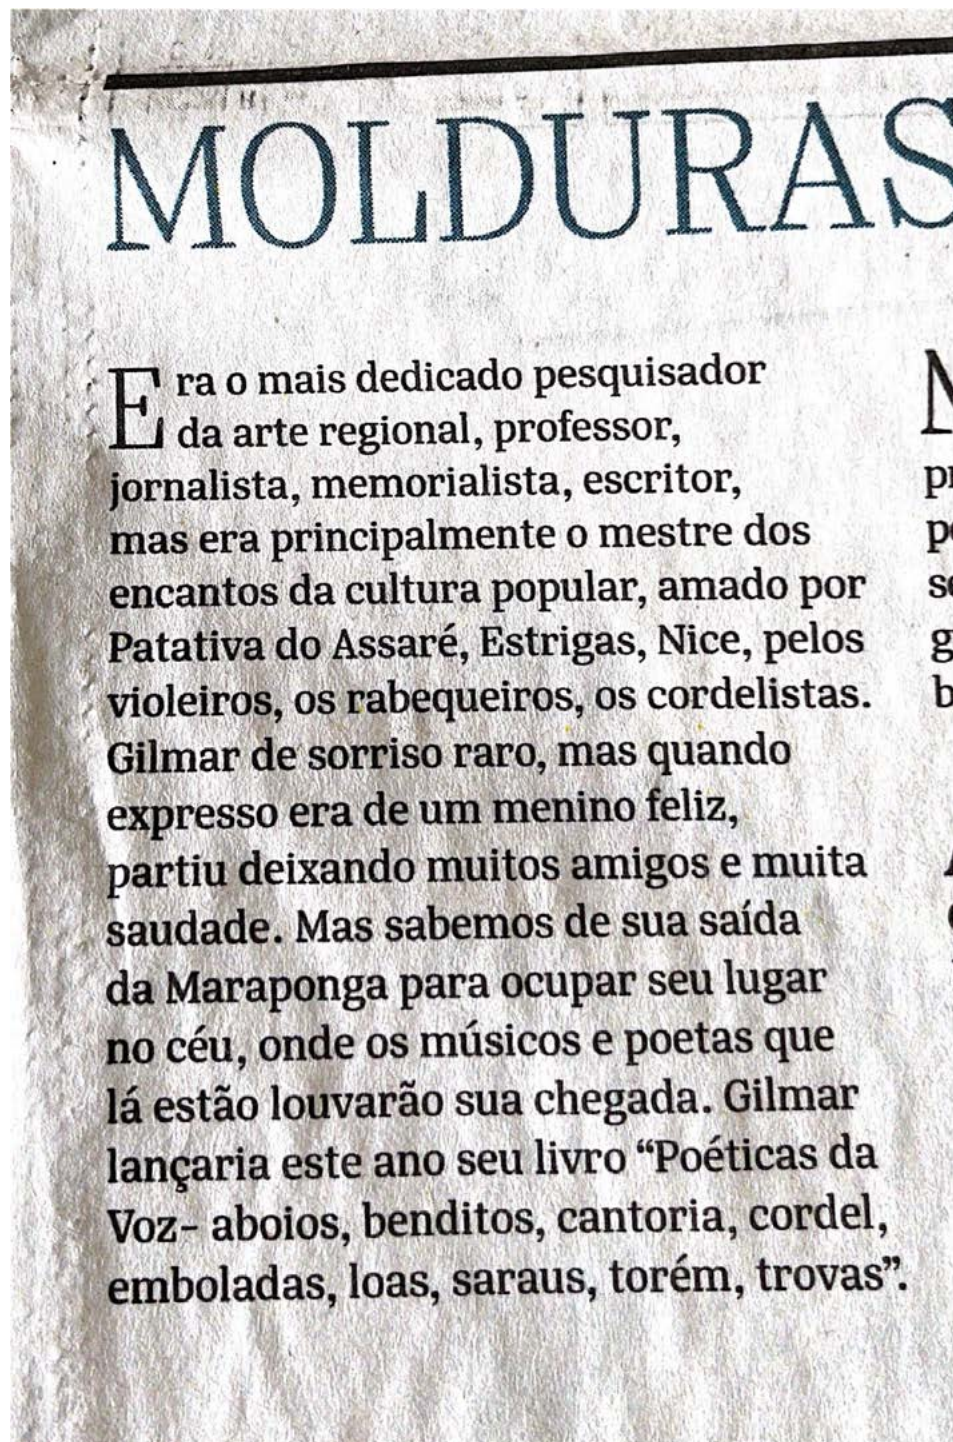 MOLDURAS
Era o mais dedicado pesquisador
da arte regional, professor,
jornalista, memorialista, escritor,
mas era principalmente o mestre dos
encantos da cultura popular, amado por
Patativa do Assaré, Estrigas, Nice, pelos
violeiros, os rabequeiros, os cordelistas.
Gilmar de sorriso raro, mas quando
expresso era de um menino feliz,
partiu deixando muitos amigos e muita
saudade. Mas sabemos de sua saída
da Maraponga para ocupar seu lugar
no céu, onde os músicos e poetas que
lá estão louvarão sua chegada. Gilmar
lançaria este ano seu livro “Poéticas da
Voz- aboios, benditos, cantoria, cordel,
emboladas, loas, saraus, torém, trovas”.